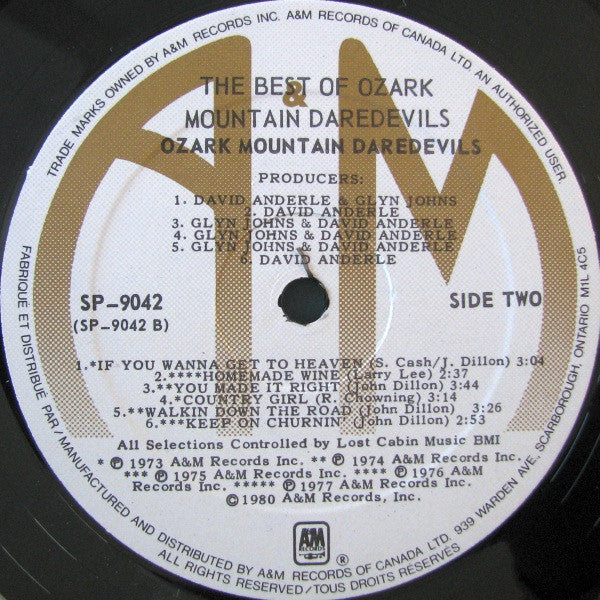 TRADE MARKS OWNED BY A&M RECORDS INC. A&M RECORDS OF CANADA LTD. AN AUTHORIZED USER.
&
THE BEST OF OZARK
MOUNTAIN DAREDEVILS
OZARK MOUNTAIN DAREDEVILS
PRODUCERS:
1. DAVID ANDERLE & GLYN JOHNS
2. DAVID ANDERLE
3. GLYN JOHNS & DAVID ANDERLE
4. GLYN JOHNS & DAVID ANDERLE
5. GLYN JOHNS & DAVID ANDERLE
6. DAVID ANDERLE
SP-9042
(SP-9042 B)
SIDE TWO
1.*IF YOU WANNA GET TO HEAVEN (S. Cash/J. Dillon) 3:04
2.****HOMEMADE WINE (Larry Lee) 2:37
3.**YOU MADE IT RIGHT (John Dillon) 3:44
4.*COUNTRY GIRL (R. Chowning) 3:14
5.**WALKIN DOWN THE ROAD (John Dillon) 3:26
6.***KEEP ON CHURNIN' (John Dillon) 2:53
All Selections Controlled by Lost Cabin Music BMI
* ℗ 1973 A&M Records Inc. ** ℗ 1974 A&M Records Inc.
*** ℗ 1975 A&M Records Inc. **** ℗ 1976 A&M
Records Inc. ***** ℗ 1977 A&M Records Inc.
© 1980 A&M Records, Inc.
A&M
RECORDS
®
FABRIQUE ET DISTRIBUÉ PAR / MANUFACTURED AND DISTRIBUTED BY A&M RECORDS OF CANADA LTD. 939 WARDEN AVE., SCARBOROUGH, ONTARIO M1L 4C5
ALL RIGHTS RESERVED/TOUS DROITS RÉSERVÉS